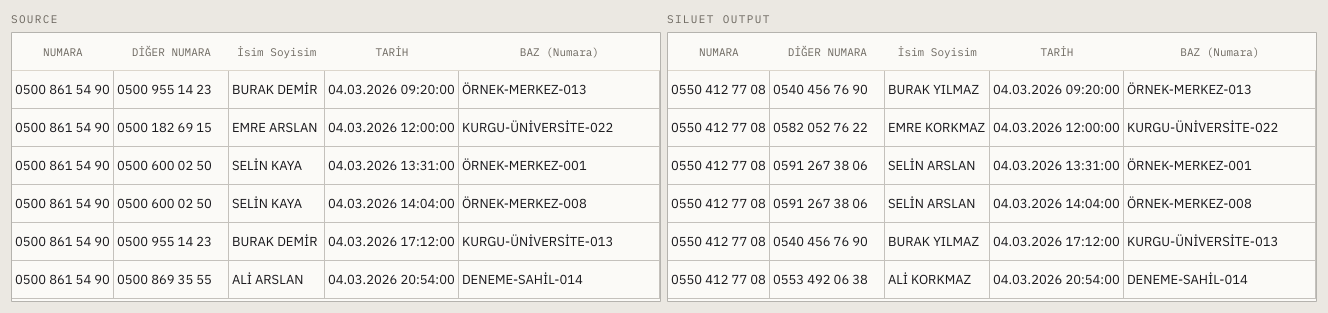 SOURCE
NUMARA DİĞER NUMARA İsim Soyisim TARİH BAZ (Numara)
0500 861 54 90 0500 955 14 23 BURAK DEMİR 04.03.2026 09:20:00 ÖRNEK-MERKEZ-013
0500 861 54 90 0500 182 69 15 EMRE ARSLAN 04.03.2026 12:00:00 KURGU-ÜNİVERSİTE-022
0500 861 54 90 0500 600 02 50 SELİN KAYA 04.03.2026 13:31:00 ÖRNEK-MERKEZ-001
0500 861 54 90 0500 600 02 50 SELİN KAYA 04.03.2026 14:04:00 ÖRNEK-MERKEZ-008
0500 861 54 90 0500 955 14 23 BURAK DEMİR 04.03.2026 17:12:00 KURGU-ÜNİVERSİTE-013
0500 861 54 90 0500 869 35 55 ALİ ARSLAN 04.03.2026 20:54:00 DENEME-SAHİL-014
SILUET OUTPUT
NUMARA DİĞER NUMARA İsim Soyisim TARİH BAZ (Numara)
0550 412 77 08 0540 456 76 90 BURAK YILMAZ 04.03.2026 09:20:00 ÖRNEK-MERKEZ-013
0550 412 77 08 0582 052 76 22 EMRE KORKMAZ 04.03.2026 12:00:00 KURGU-ÜNİVERSİTE-022
0550 412 77 08 0591 267 38 06 SELİN ARSLAN 04.03.2026 13:31:00 ÖRNEK-MERKEZ-001
0550 412 77 08 0591 267 38 06 SELİN ARSLAN 04.03.2026 14:04:00 ÖRNEK-MERKEZ-008
0550 412 77 08 0540 456 76 90 BURAK YILMAZ 04.03.2026 17:12:00 KURGU-ÜNİVERSİTE-013
0550 412 77 08 0553 492 06 38 ALİ KORKMAZ 04.03.2026 20:54:00 DENEME-SAHİL-014